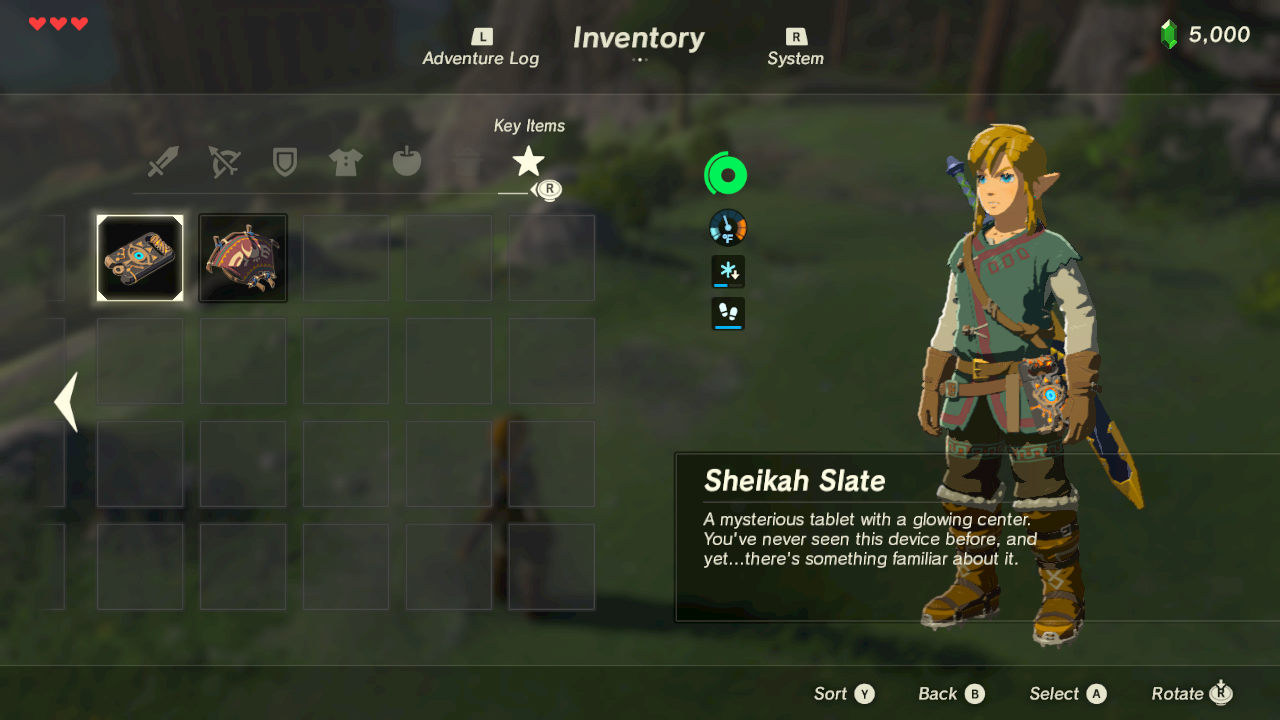 L
Inventory
R
5,000
Adventure Log
System
Key Items
R
°F
Sheikah Slate
A mysterious tablet with a glowing center.
You've never seen this device before, and
yet...there's something familiar about it.
Sort Y
Back B
Select A
Rotate R